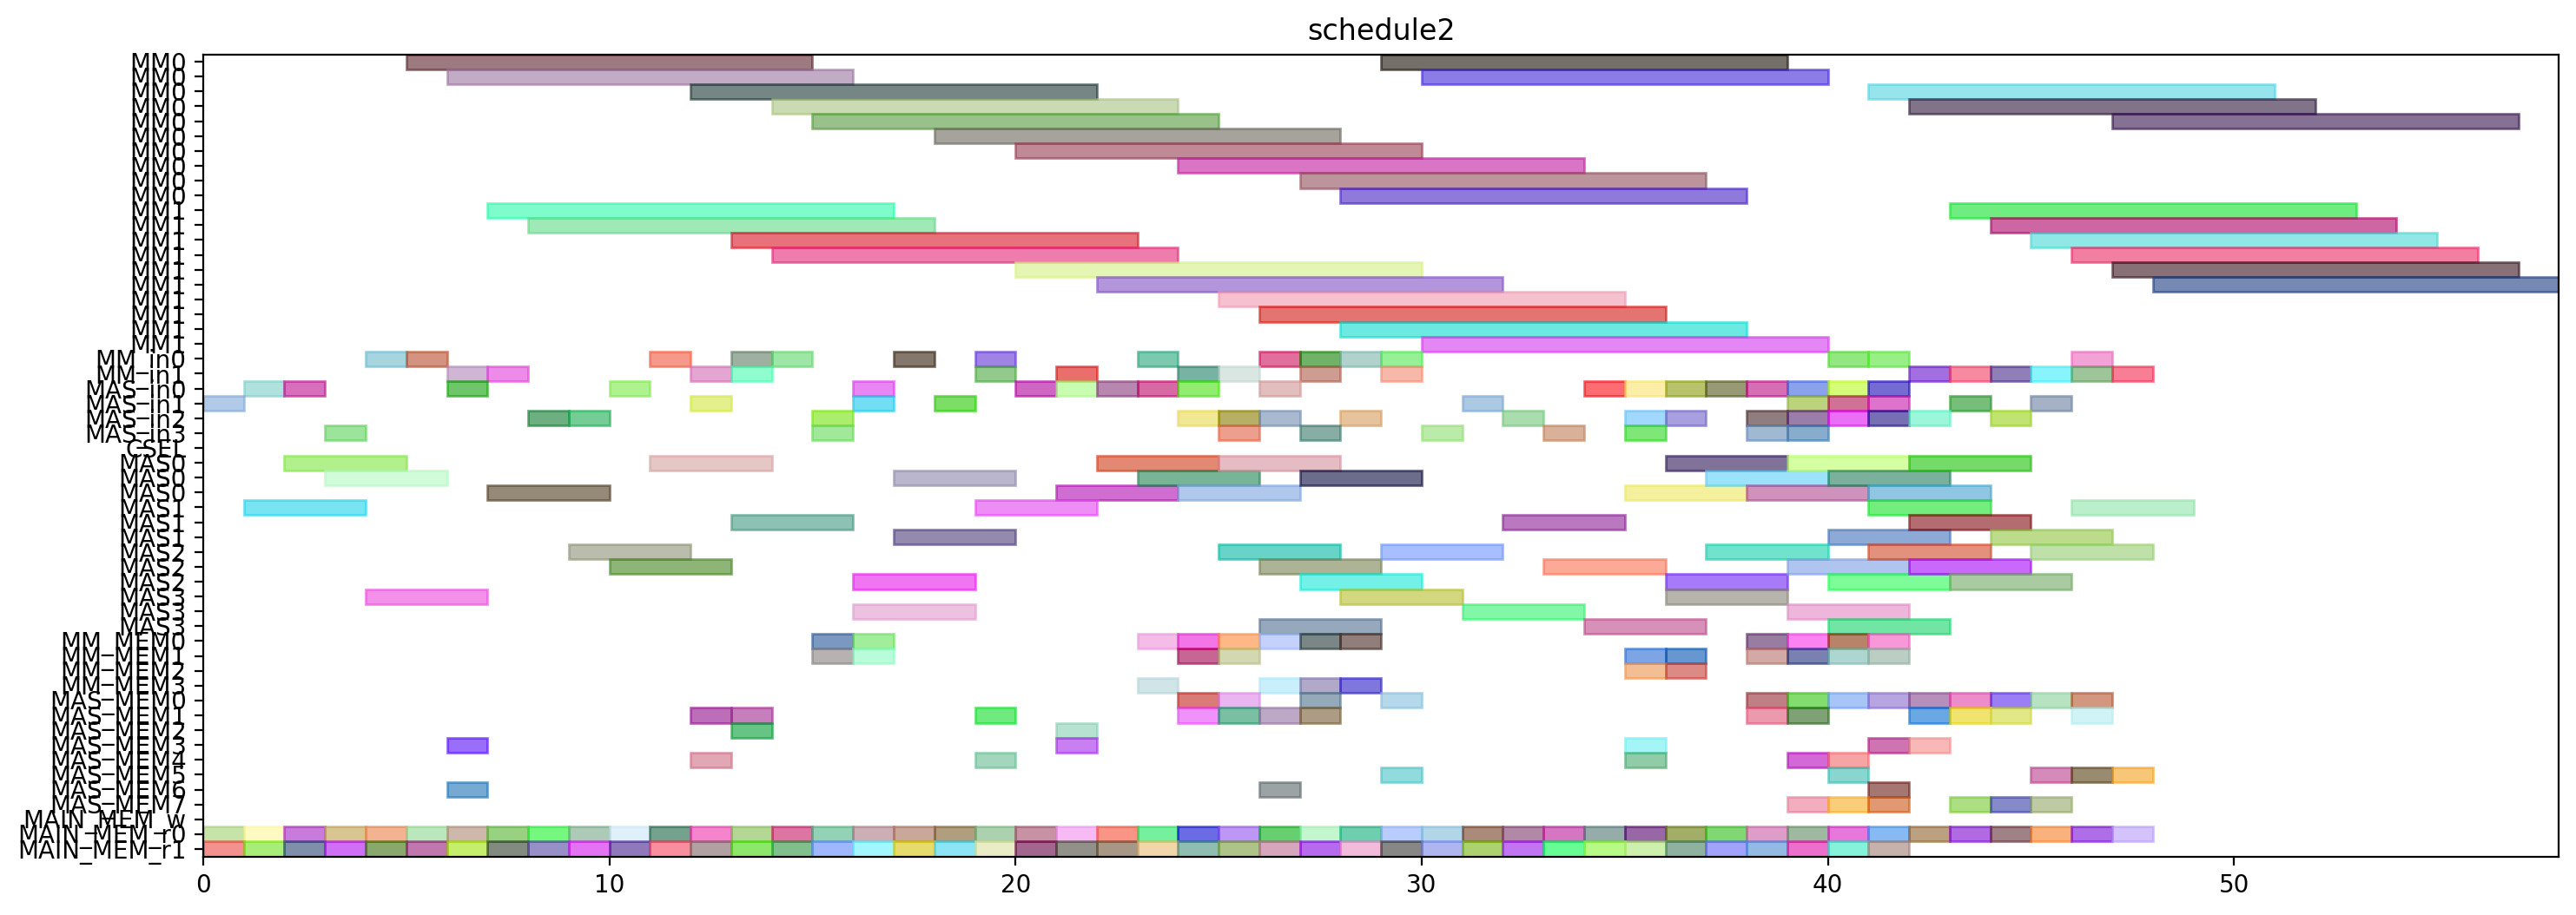 schedule2
MM0
MM0
MM0
MM0
MM0
MM0
MM0
MM0
MM0
MM0
MM1
MM1
MM1
MM1
MM1
MM1
MM1
MM1
MM1
MM1
MM_in0
MM_in1
MAS_in0
MAS_in1
MAS_in2
MAS_in3
CSEL
MAS0
MAS0
MAS0
MAS1
MAS1
MAS1
MAS2
MAS2
MAS2
MAS3
MAS3
MAS3
MM_MEM0
MM_MEM1
MM_MEM2
MM_MEM3
MAS_MEM0
MAS_MEM1
MAS_MEM2
MAS_MEM3
MAS_MEM4
MAS_MEM5
MAS_MEM6
MAS_MEM7
MAIN_MEM_w
MAIN_MEM_r0
MAIN_MEM_r1
0 10 20 30 40 50